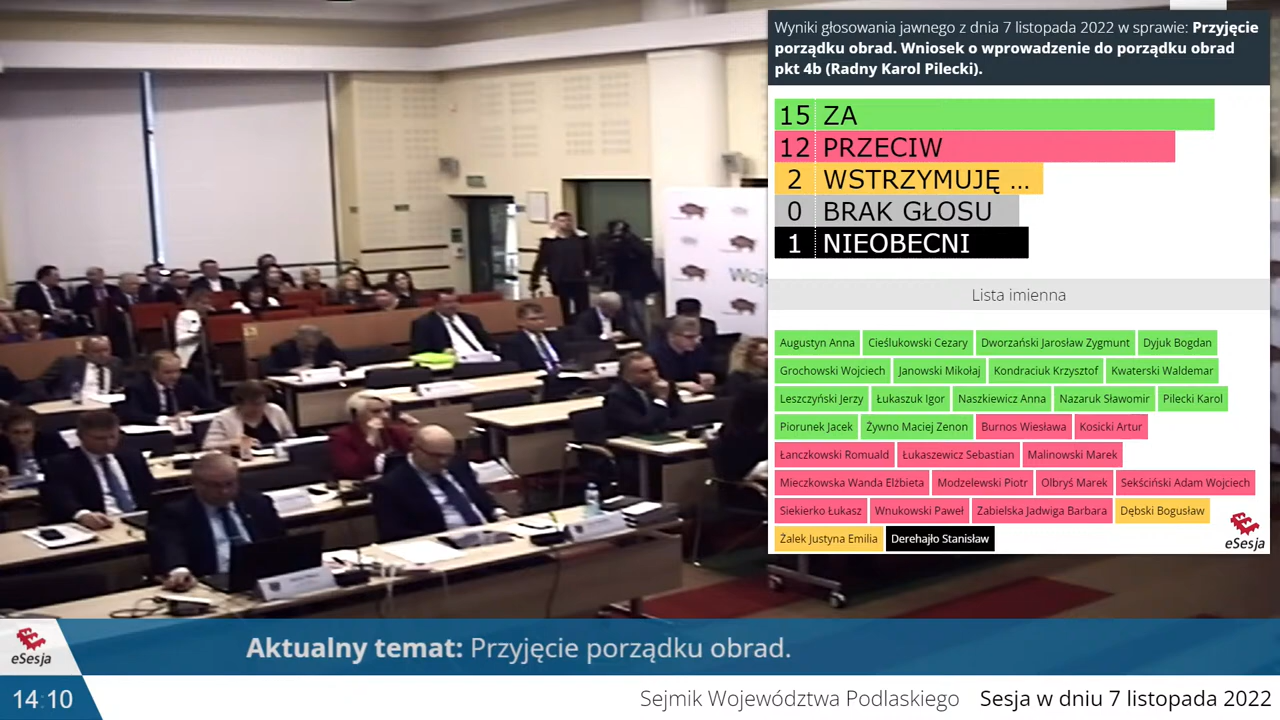 Wyniki głosowania jawnego z dnia 7 listopada 2022 w sprawie: Przyjęcie
porządku obrad. Wniosek o wprowadzenie do porządku obrad
pkt 4b (Radny Karol Pilecki).
15 ZA
12 PRZECIW
2 WSTRZYMUJĘ ...
0 BRAK GŁOSU
1 NIEOBECNI
Lista imienna
Augustyn Anna Cieślukowski Cezary Dworzański Jarosław Zygmunt Dyjuk Bogdan
Grochowski Wojciech Janowski Mikołaj Kondraciuk Krzysztof Kwaterski Waldemar
Leszczyński Jerzy Łukaszuk Igor Naszkiewicz Anna Nazaruk Sławomir Pilecki Karol
Piorunek Jacek Żywno Maciej Zenon Burnos Wiesława Kosicki Artur
Łanczkowski Romuald Łukaszewicz Sebastian Malinowski Marek
Mieczkowska Wanda Elżbieta Modzelewski Piotr Olbryś Marek Sekściński Adam Wojciech
Siekierko Łukasz Wnukowski Paweł Zabielska Jadwiga Barbara Dębski Bogusław
Żalek Justyna Emilia Derehajło Stanisław
eSesja
Woje
Aktualny temat: Przyjęcie porządku obrad.
eSesja
14:10
Sejmik Województwa Podlaskiego Sesja w dniu 7 listopada 2022